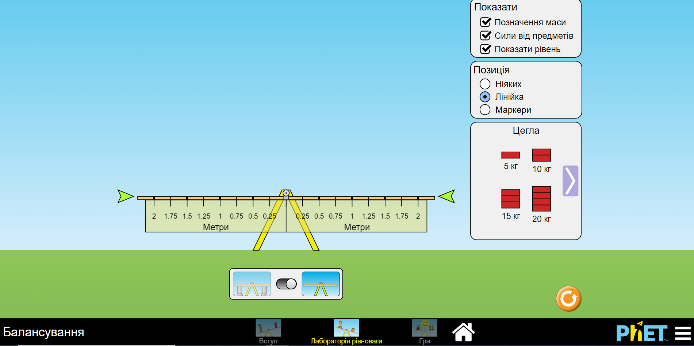 Показати
Позначення маси
Сили від предметів
Показати рівень
Позиція
Ніяких
Лінійка
Маркери
Цегла
5 кг 10 кг
15 кг 20 кг
2 1.75 1.5 1.25 1 0.75 0.5 0.25 0.25 0.5 0.75 1 1.25 1.5 1.75 2
Метри Метри
Балансування
Вступ Лабораторія рівноваги Гра
PhET